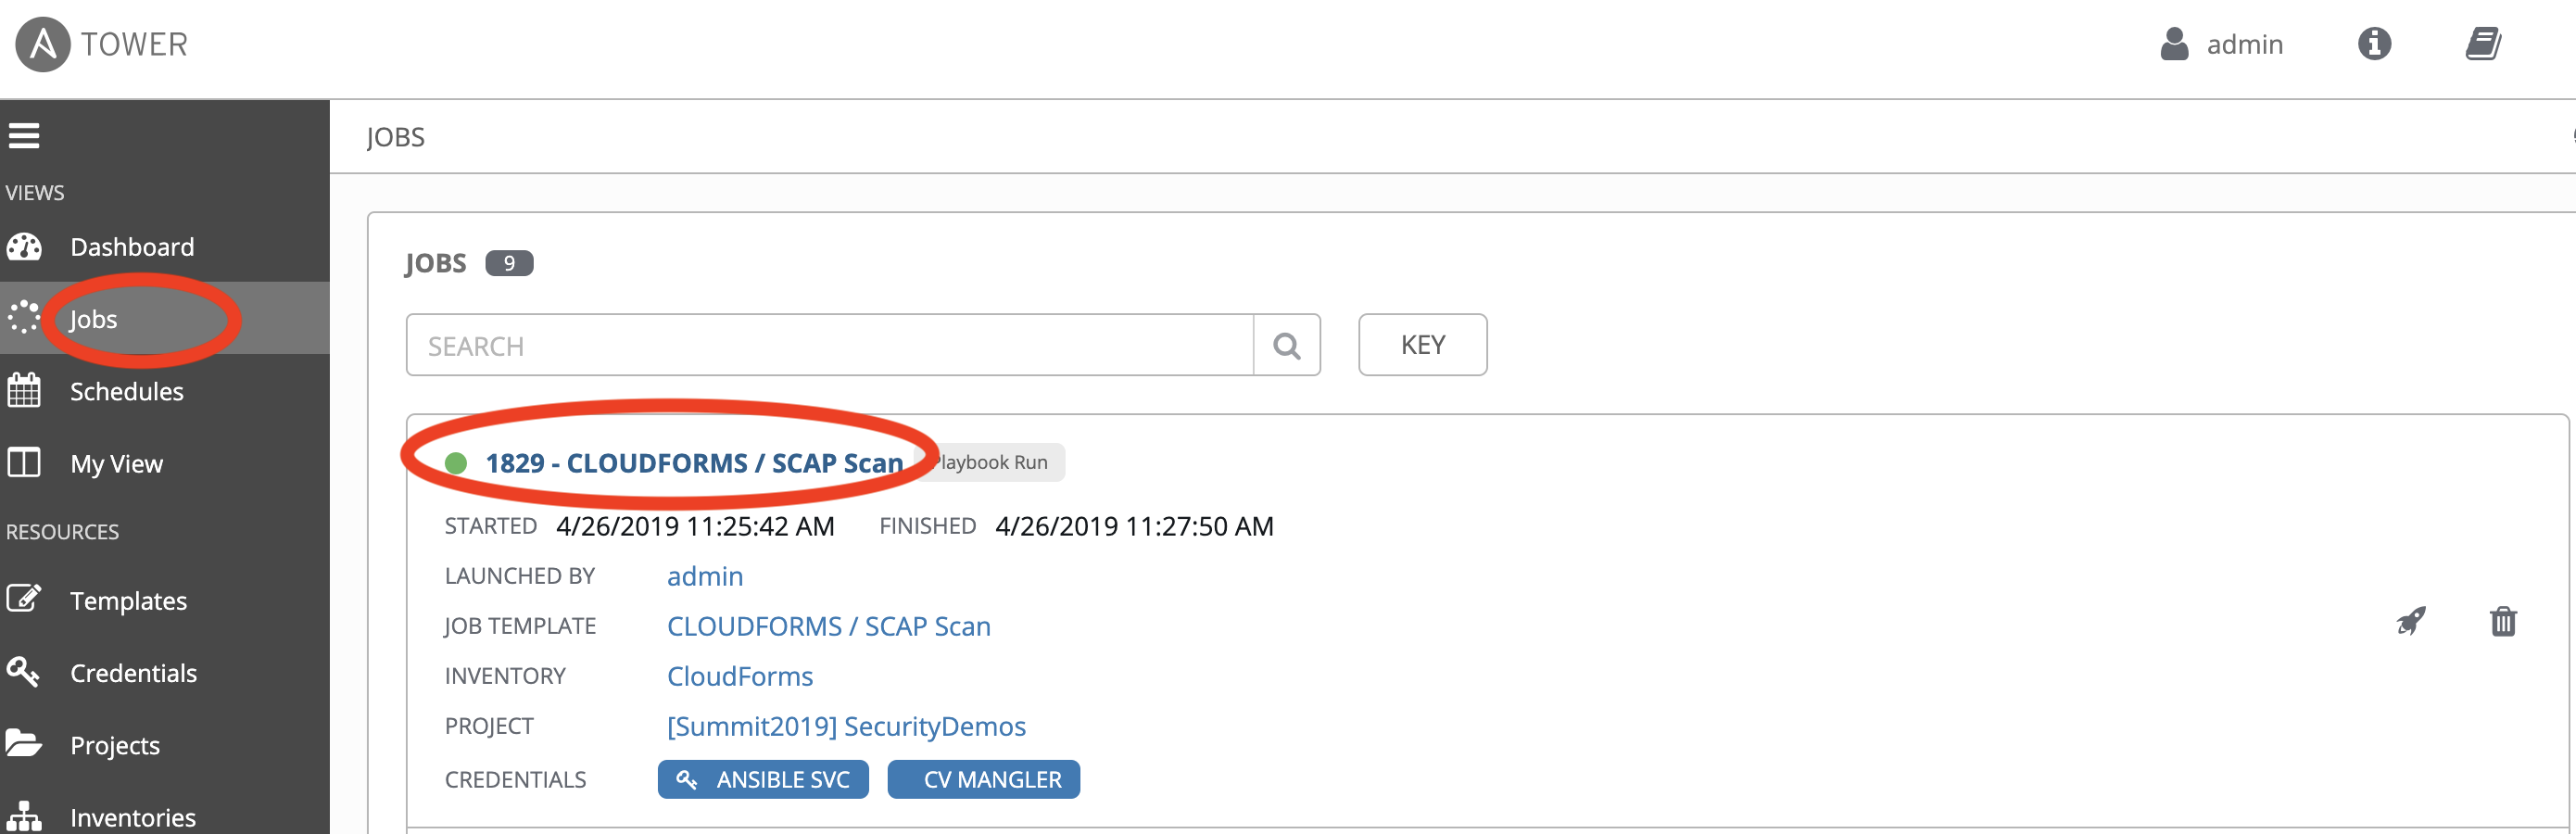 TOWER
admin
JOBS
VIEWS
Dashboard
Jobs
Schedules
My View
RESOURCES
Templates
Credentials
Projects
Inventories
JOBS 9
SEARCH
KEY
1829 - CLOUDFORMS / SCAP Scan Playbook Run
STARTED 4/26/2019 11:25:42 AM FINISHED 4/26/2019 11:27:50 AM
LAUNCHED BY admin
JOB TEMPLATE CLOUDFORMS / SCAP Scan
INVENTORY CloudForms
PROJECT [Summit2019] SecurityDemos
CREDENTIALS ANSIBLE SVC CV MANGLER